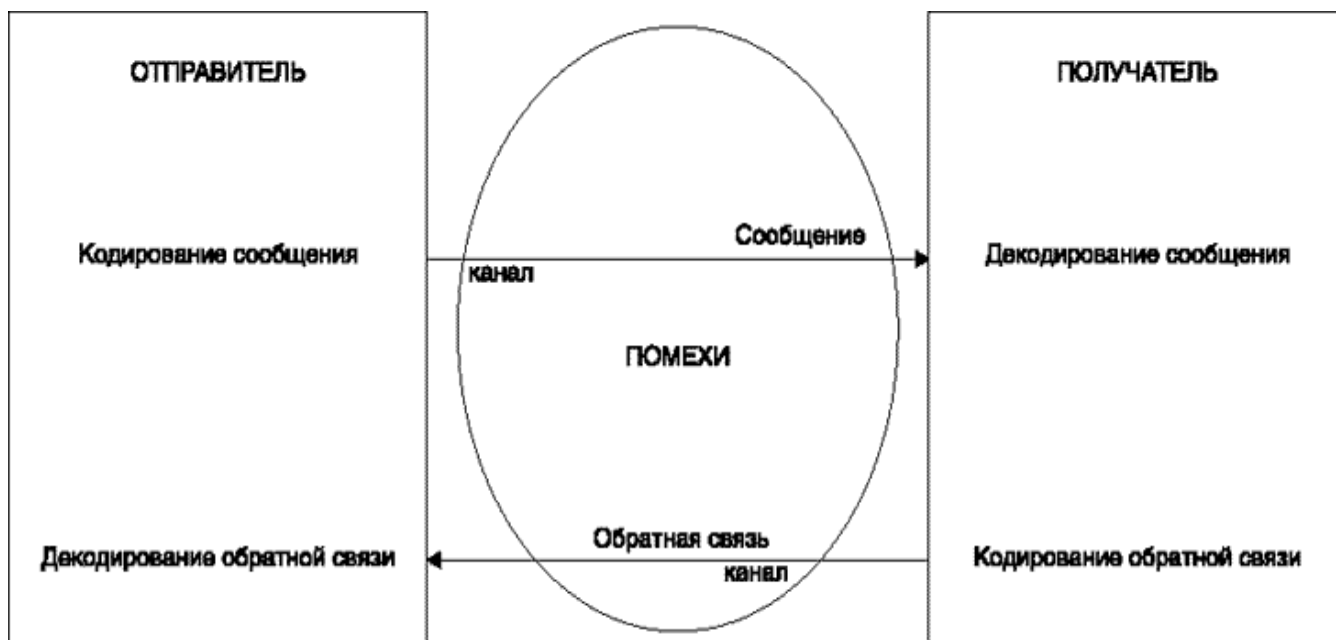 ОТПРАВИТЕЛЬ
ПОЛУЧАТЕЛЬ
Кодирование сообщения
Сообщение
канал
Декодирование сообщения
ПОМЕХИ
Декодирование обратной связи
Обратная связь
канал
Кодирование обратной связи